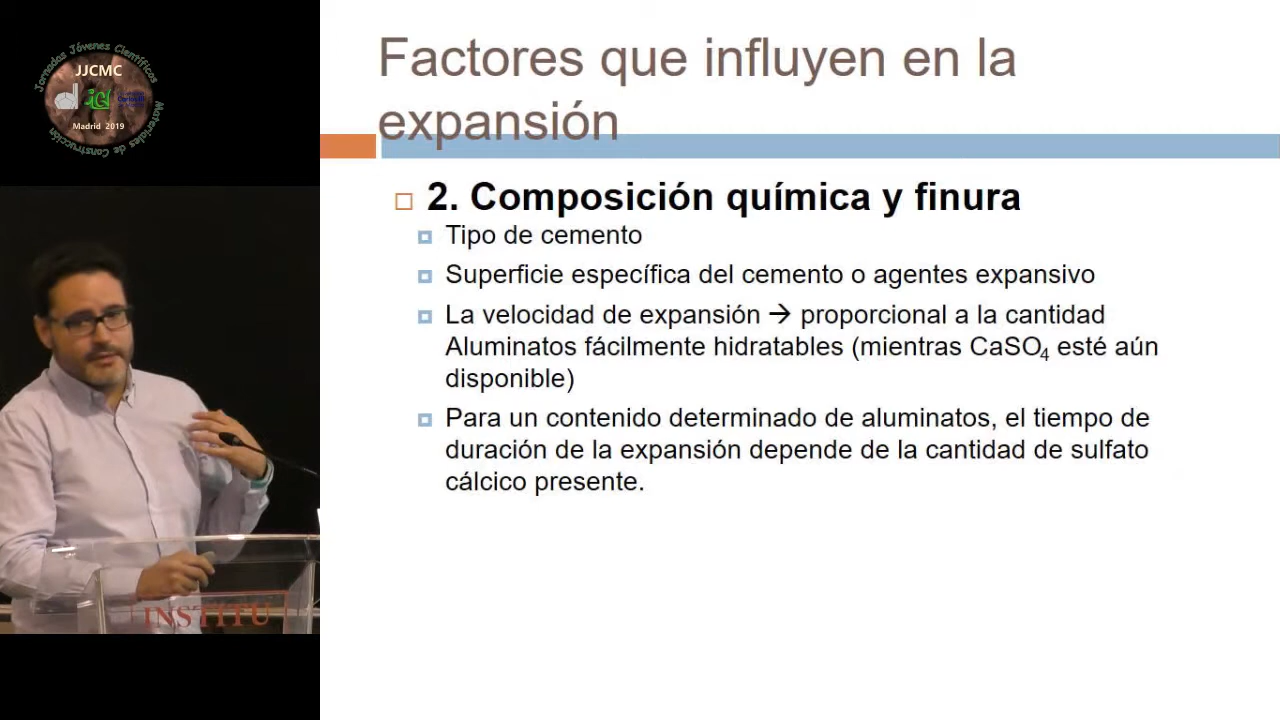 Jornadas Jóvenes Científicos
JJCMC
Madrid 2019
Materiales de Construcción
Factores que influyen en la
expansión
2. Composición química y finura
Tipo de cemento
Superficie específica del cemento o agentes expansivo
La velocidad de expansión → proporcional a la cantidad
Aluminatos fácilmente hidratables (mientras CaSO₄ esté aún
disponible)
Para un contenido determinado de aluminatos, el tiempo de
duración de la expansión depende de la cantidad de sulfato
cálcico presente.
INSTITU